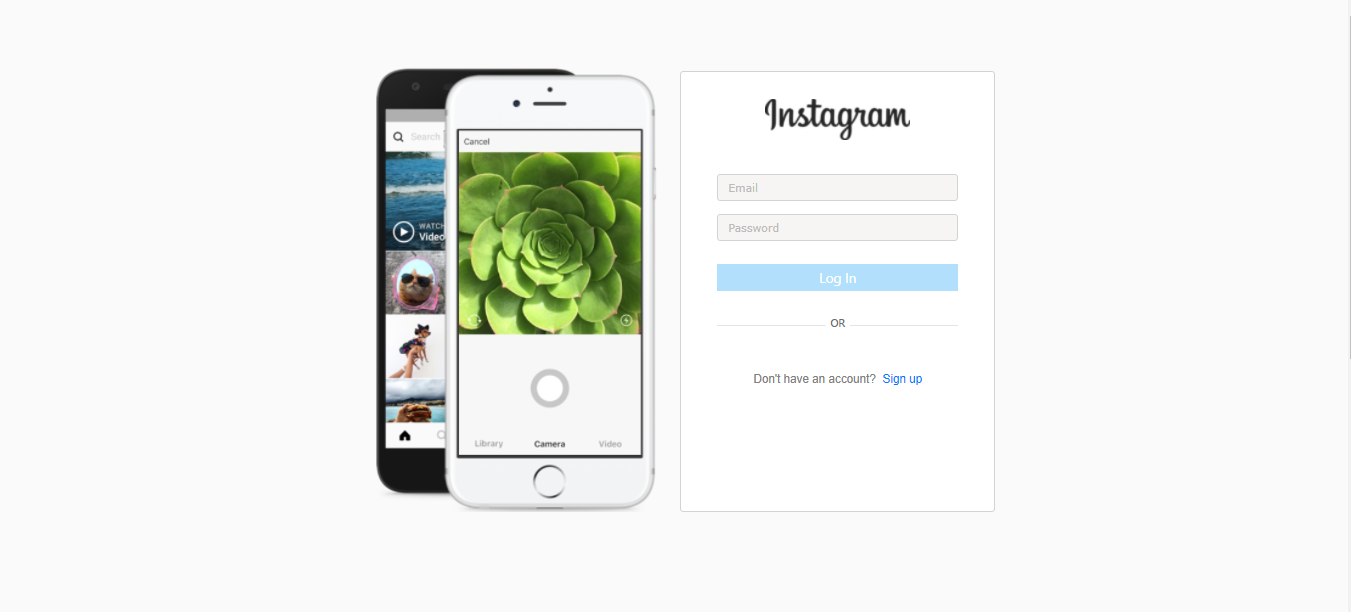 Search
WATCH
Video
Cancel
Library Camera Video
Instagram
Email
Password
Log In
OR
Don't have an account? Sign up